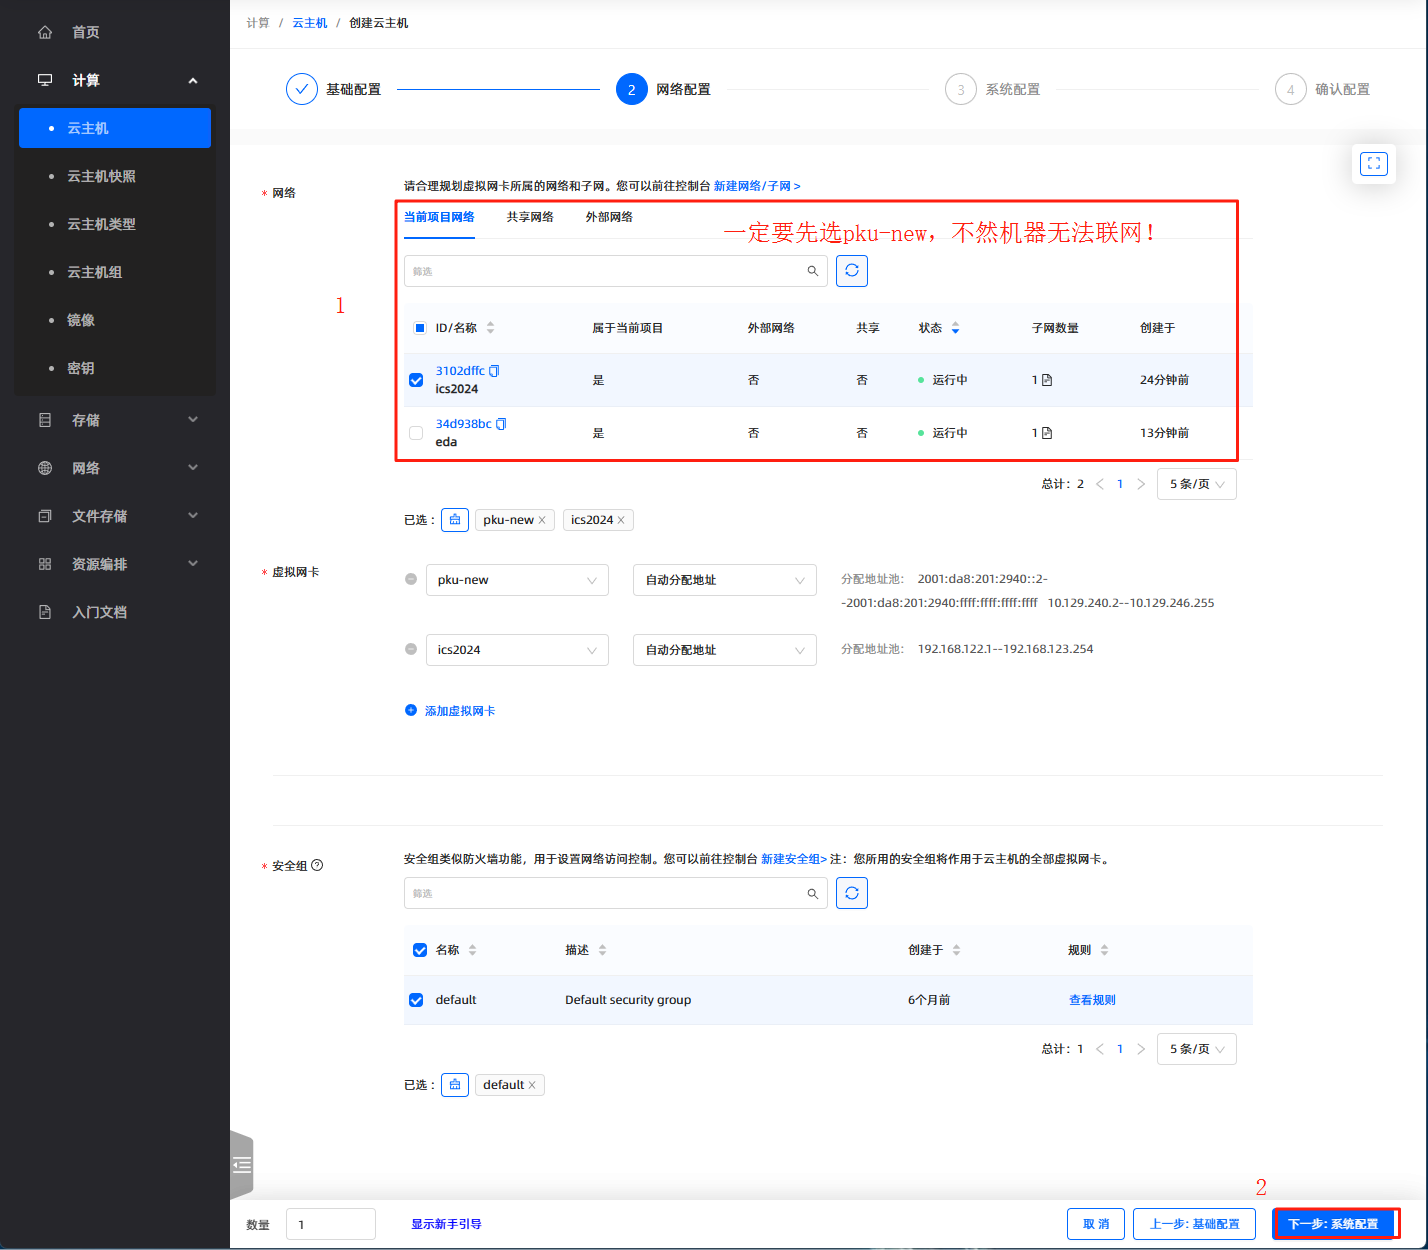 首页
计算
云主机
云主机快照
云主机类型
云主机组
镜像
密钥
存储
网络
文件存储
资源编排
入门文档
计算 / 云主机 / 创建云主机
基础配置
2 网络配置
3 系统配置
4 确认配置
* 网络
请合理规划虚拟网卡所属的网络和子网。您可以前往控制台 新建网络/子网 >
当前项目网络 共享网络 外部网络
一定要先选pku-new，不然机器无法联网！
筛选
1
ID/名称 属于当前项目 外部网络 共享 状态 子网数量 创建于
3102dffc
ics2024
是 否 否 运行中 1 24分钟前
34d938bc
eda
是 否 否 运行中 1 13分钟前
总计：2 < 1 > 5 条/页
已选： pku-new × ics2024 ×
* 虚拟网卡
pku-new 自动分配地址 分配地址池： 2001:da8:201:2940::2-
-2001:da8:201:2940:ffff:ffff:ffff:ffff 10.129.240.2--10.129.246.255
ics2024 自动分配地址 分配地址池： 192.168.122.1--192.168.123.254
添加虚拟网卡
* 安全组
安全组类似防火墙功能，用于设置网络访问控制。您可以前往控制台 新建安全组> 注：您所用的安全组将作用于云主机的全部虚拟网卡。
筛选
名称 描述 创建于 规则
default Default security group 6个月前 查看规则
总计：1 < 1 > 5 条/页
已选： default ×
2
数量 1 显示新手引导 取 消 上一步: 基础配置 下一步: 系统配置